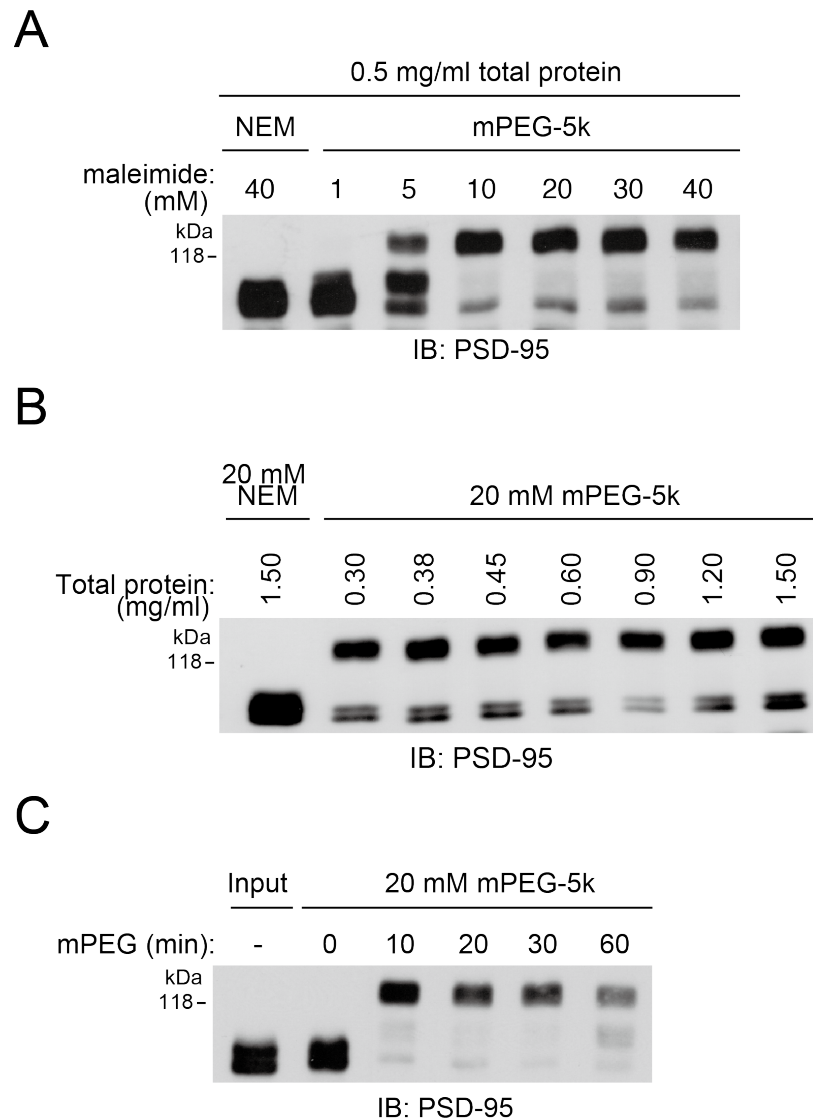 A
0.5 mg/ml total protein
NEM mPEG-5k
maleimide:
(mM) 40 1 5 10 20 30 40
kDa
118–
IB: PSD-95
B
20 mM
NEM 20 mM mPEG-5k
Total protein:
(mg/ml) 1.50 0.30 0.38 0.45 0.60 0.90 1.20 1.50
kDa
118–
IB: PSD-95
C
Input 20 mM mPEG-5k
mPEG (min): - 0 10 20 30 60
kDa
118–
IB: PSD-95